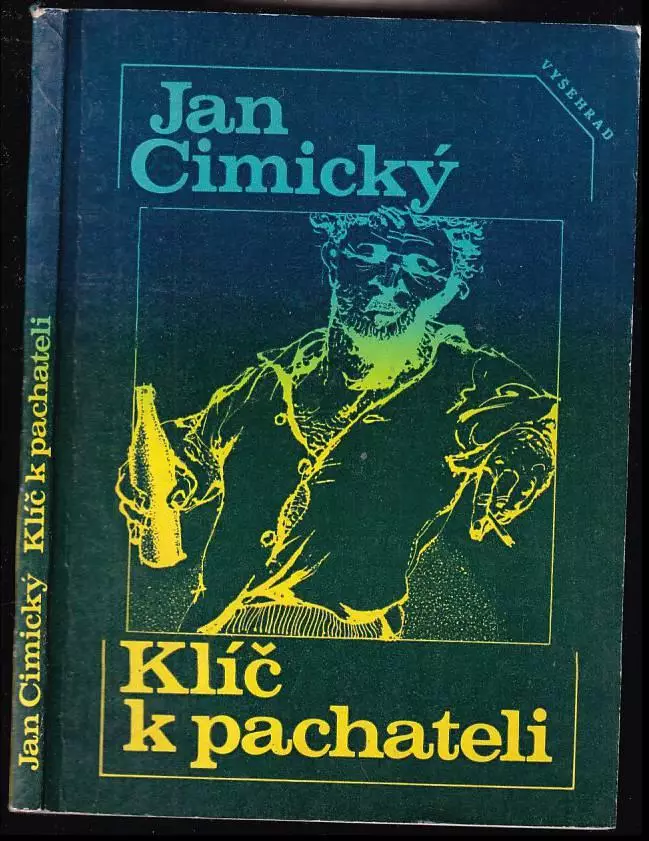 VYŠEHRAD
Jan
Cimický
Klíč
k pachateli
Jan Cimický Klíč k pachateli